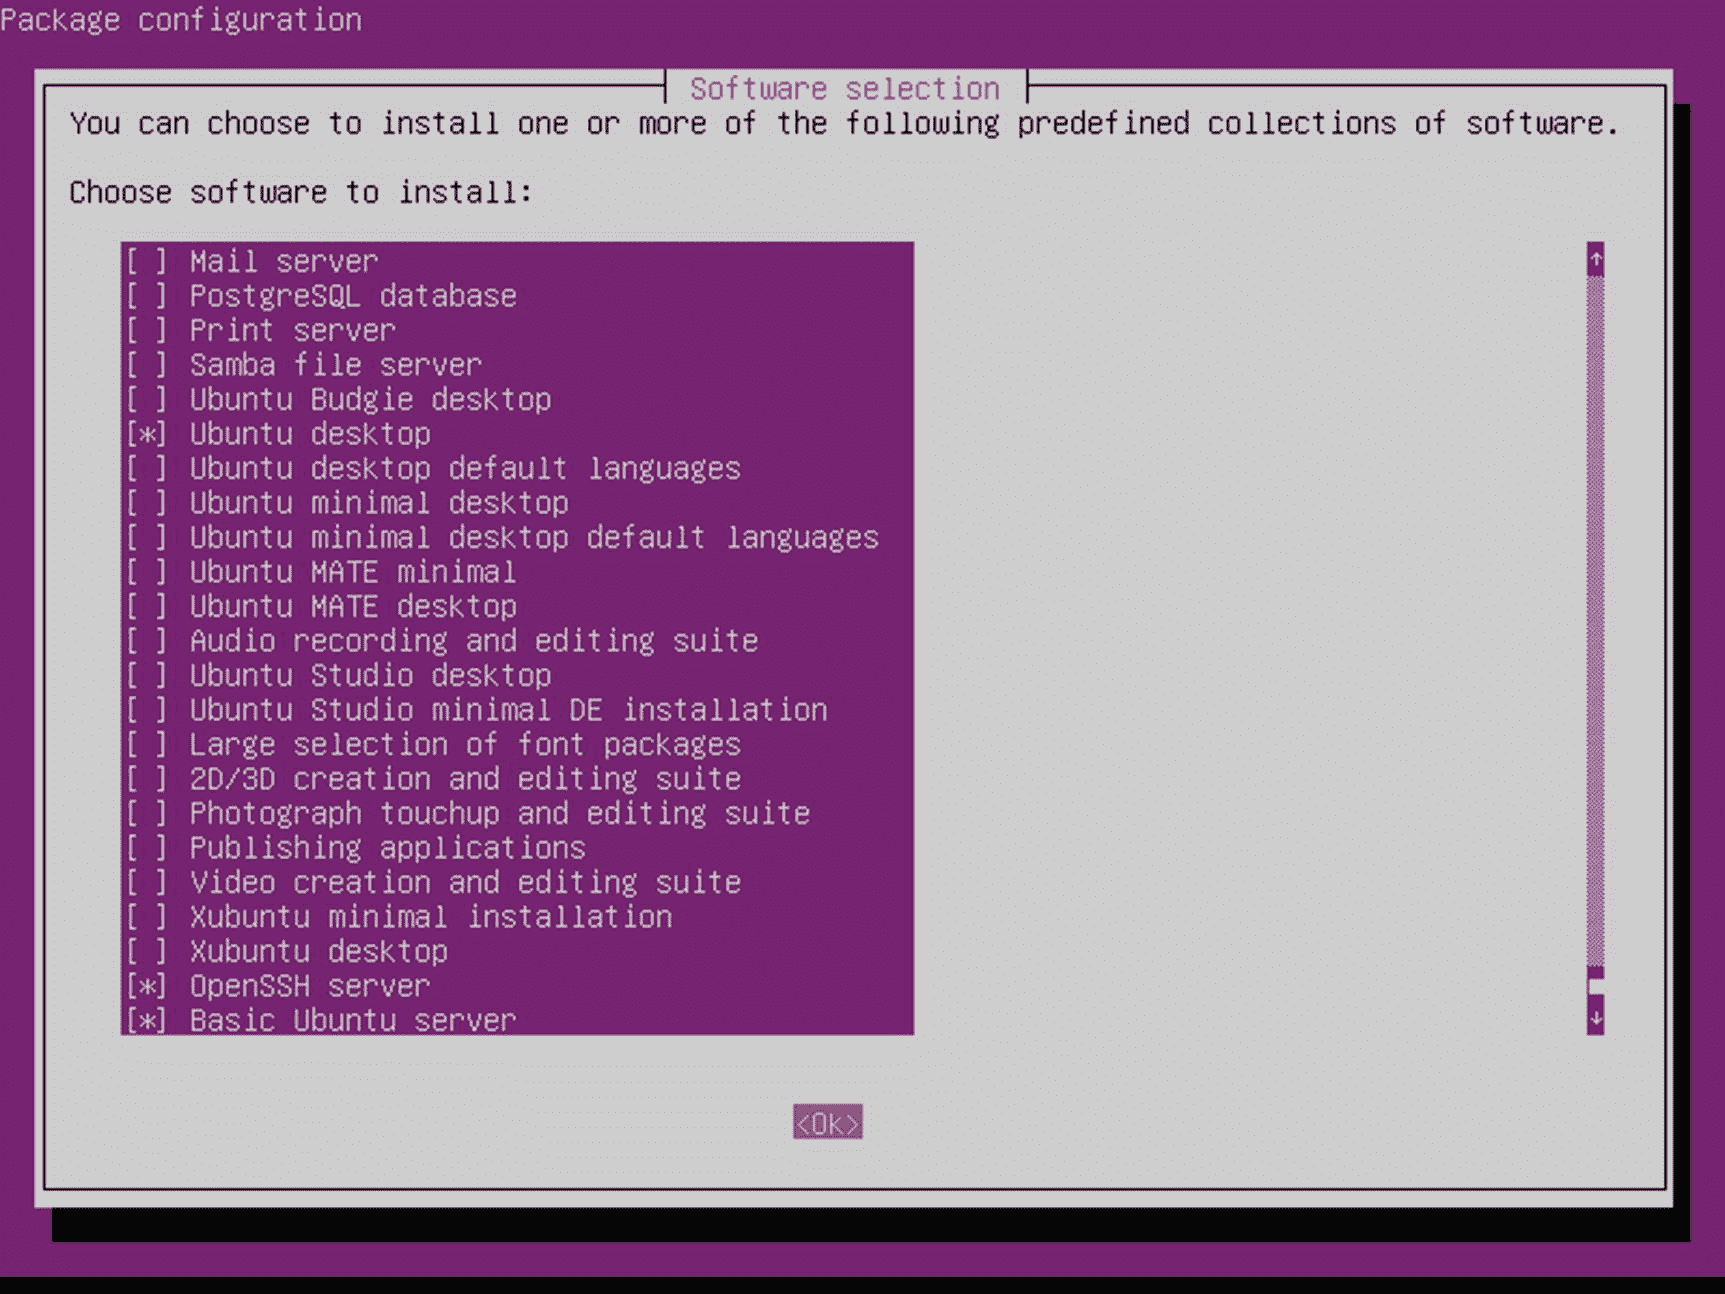 Package configuration
Software selection
You can choose to install one or more of the following predefined collections of software.
Choose software to install:
[ ] Mail server
[ ] PostgreSQL database
[ ] Print server
[ ] Samba file server
[ ] Ubuntu Budgie desktop
[*] Ubuntu desktop
[ ] Ubuntu desktop default languages
[ ] Ubuntu minimal desktop
[ ] Ubuntu minimal desktop default languages
[ ] Ubuntu MATE minimal
[ ] Ubuntu MATE desktop
[ ] Audio recording and editing suite
[ ] Ubuntu Studio desktop
[ ] Ubuntu Studio minimal DE installation
[ ] Large selection of font packages
[ ] 2D/3D creation and editing suite
[ ] Photograph touchup and editing suite
[ ] Publishing applications
[ ] Video creation and editing suite
[ ] Xubuntu minimal installation
[ ] Xubuntu desktop
[*] OpenSSH server
[*] Basic Ubuntu server
<Ok>